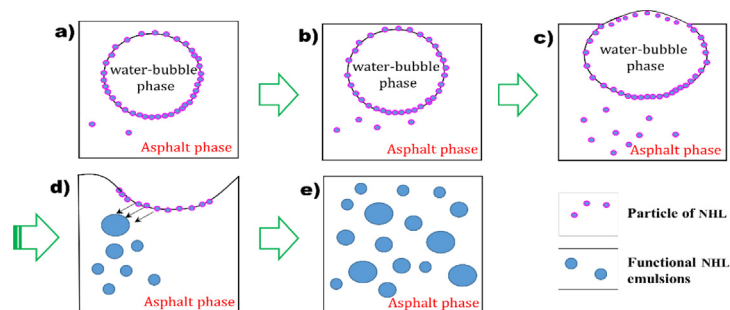 a)
water-bubble
phase
Asphalt phase
b)
water-bubble
phase
Asphalt phase
c)
water-bubble
phase
Asphalt phase
d)
Asphalt phase
e)
Asphalt phase
Particle of NHL
Functional NHL
emulsions